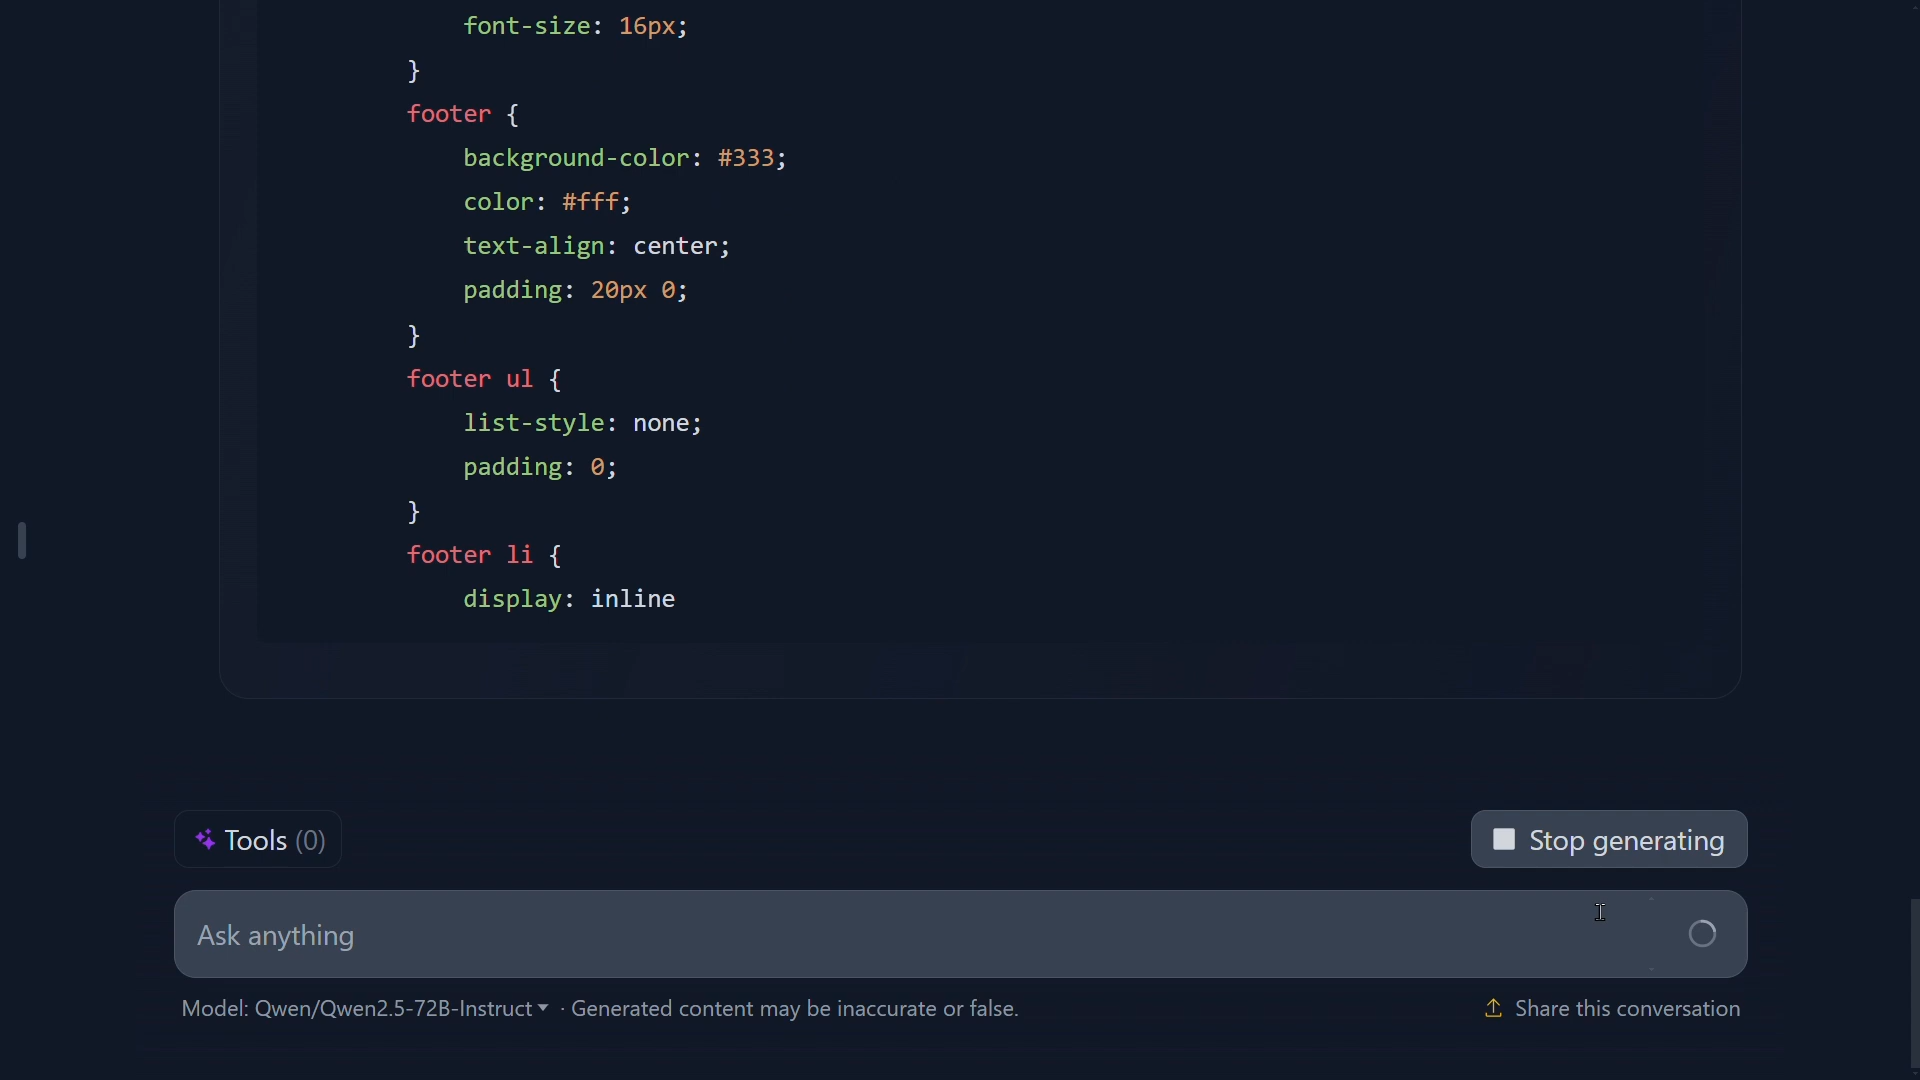 font-size: 16px;
}
footer {
background-color: #333;
color: #fff;
text-align: center;
padding: 20px 0;
}
footer ul {
list-style: none;
padding: 0;
}
footer li {
display: inline
Tools (0)
Stop generating
Ask anything
Model: Qwen/Qwen2.5-72B-Instruct · Generated content may be inaccurate or false.
Share this conversation